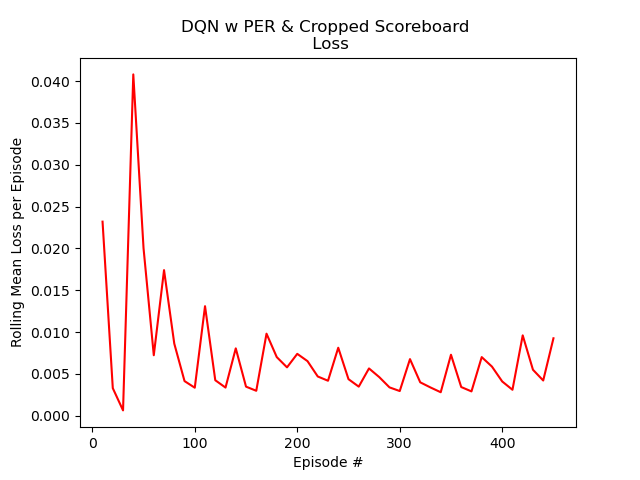 DQN w PER & Cropped Scoreboard
Loss
Rolling Mean Loss per Episode
0.040
0.035
0.030
0.025
0.020
0.015
0.010
0.005
0.000
0 100 200 300 400
Episode #